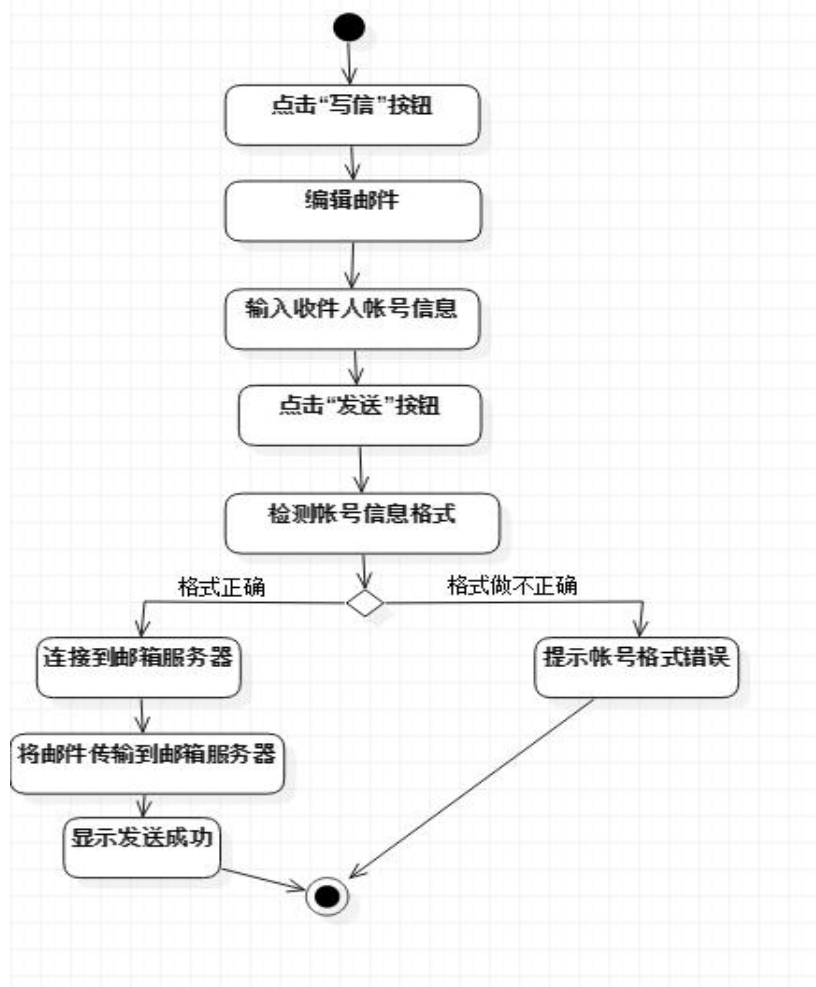 点击“写信”按钮
编辑邮件
输入收件人帐号信息
点击“发送”按钮
检测帐号信息格式
格式正确
格式做不正确
连接到邮箱服务器
提示帐号格式错误
将邮件传输到邮箱服务器
显示发送成功